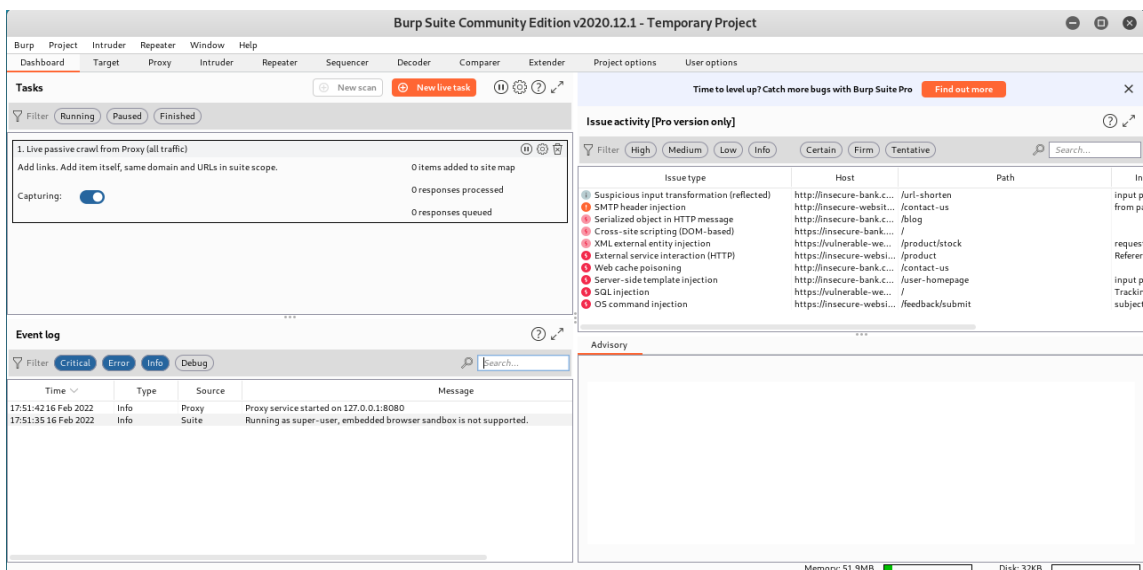 Burp Suite Community Edition v2020.12.1 - Temporary Project
Burp Project Intruder Repeater Window Help
Dashboard Target Proxy Intruder Repeater Sequencer Decoder Comparer Extender Project options User options
Tasks
New scan
New live task
Filter Running Paused Finished
1. Live passive crawl from Proxy (all traffic)
Add links. Add item itself, same domain and URLs in suite scope.
0 items added to site map
Capturing:
0 responses processed
0 responses queued
Event log
Filter Critical Error Info Debug Search...
Time Type Source Message
17:51:42 16 Feb 2022 Info Proxy Proxy service started on 127.0.0.1:8080
17:51:35 16 Feb 2022 Info Suite Running as super-user, embedded browser sandbox is not supported.
Time to level up? Catch more bugs with Burp Suite Pro Find out more
Issue activity [Pro version only]
Filter High Medium Low Info Certain Firm Tentative Search...
Issue type Host Path In
Suspicious input transformation (reflected) http://insecure-bank.c... /url-shorten input p
SMTP header injection http://insecure-websit... /contact-us from pa
Serialized object in HTTP message http://insecure-bank.c... /blog
Cross-site scripting (DOM-based) https://insecure-bank.... /
XML external entity injection https://vulnerable-we... /product/stock reques
External service interaction (HTTP) https://insecure-websi... /product Referer
Web cache poisoning http://insecure-bank.c... /contact-us
Server-side template injection http://insecure-bank.c... /user-homepage input p
SQL injection https://vulnerable-we... / Trackin
OS command injection https://insecure-websi... /feedback/submit subject
Advisory
Memory: 51.9MB Disk: 32KB